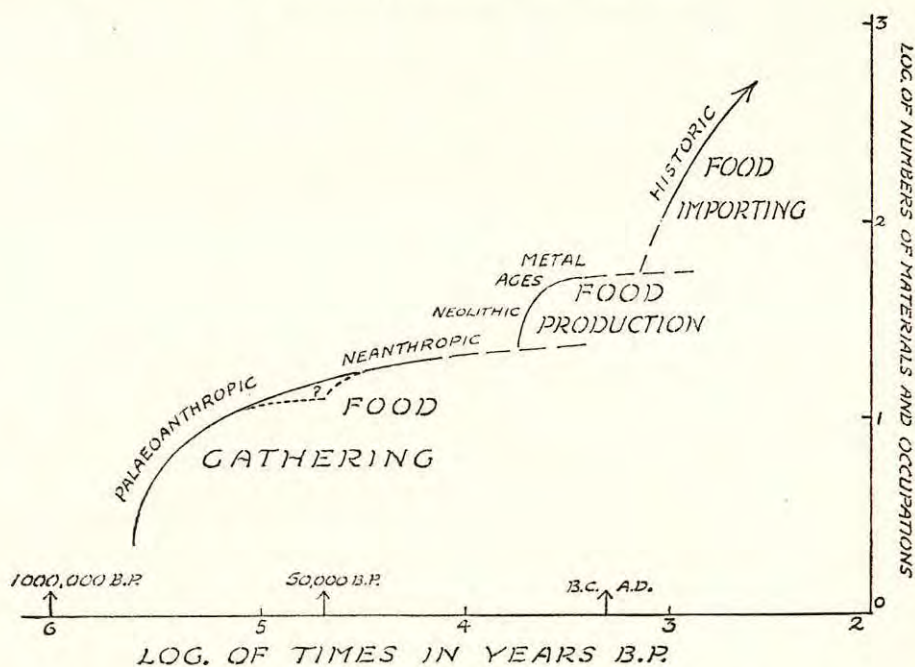 3
LOG. OF NUMBERS OF MATERIALS AND OCCUPATIONS
HISTORIC
FOOD
IMPORTING
2
METAL
AGES
FOOD
NEOLITHIC
PRODUCTION
NEANTHROPIC
PALAEOANTHROPIC
?
FOOD
1
GATHERING
1000,000 B.P.
50,000 B.P.
B.C. A.D.
0
6 5 4 3 2
LOG. OF TIMES IN YEARS B.P.